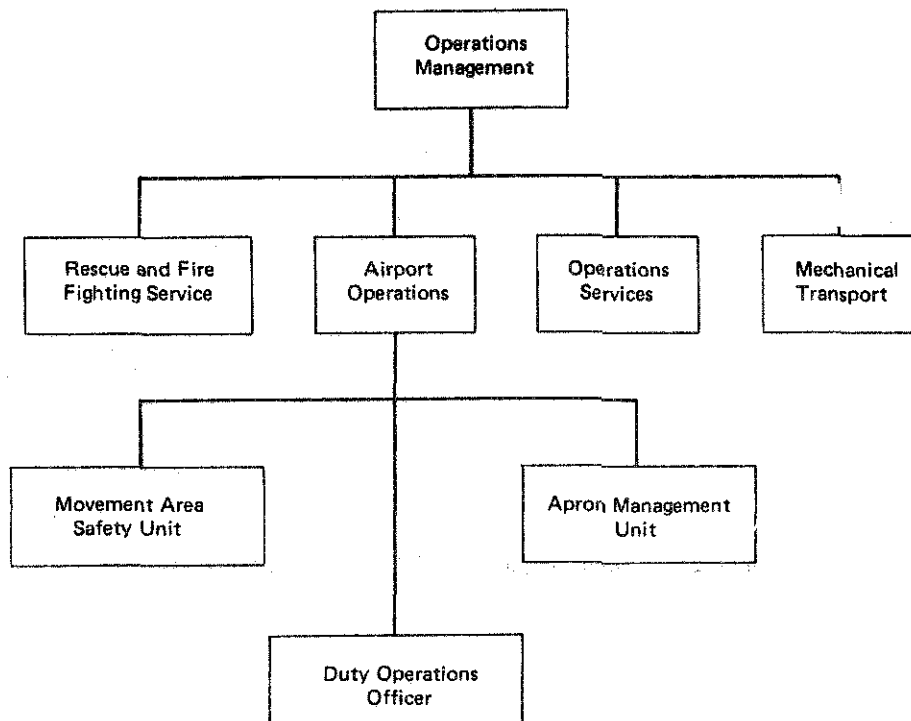 Operations
Management
Rescue and Fire
Fighting Service
Airport
Operations
Operations
Services
Mechanical
Transport
Movement Area
Safety Unit
Apron Management
Unit
Duty Operations
Officer